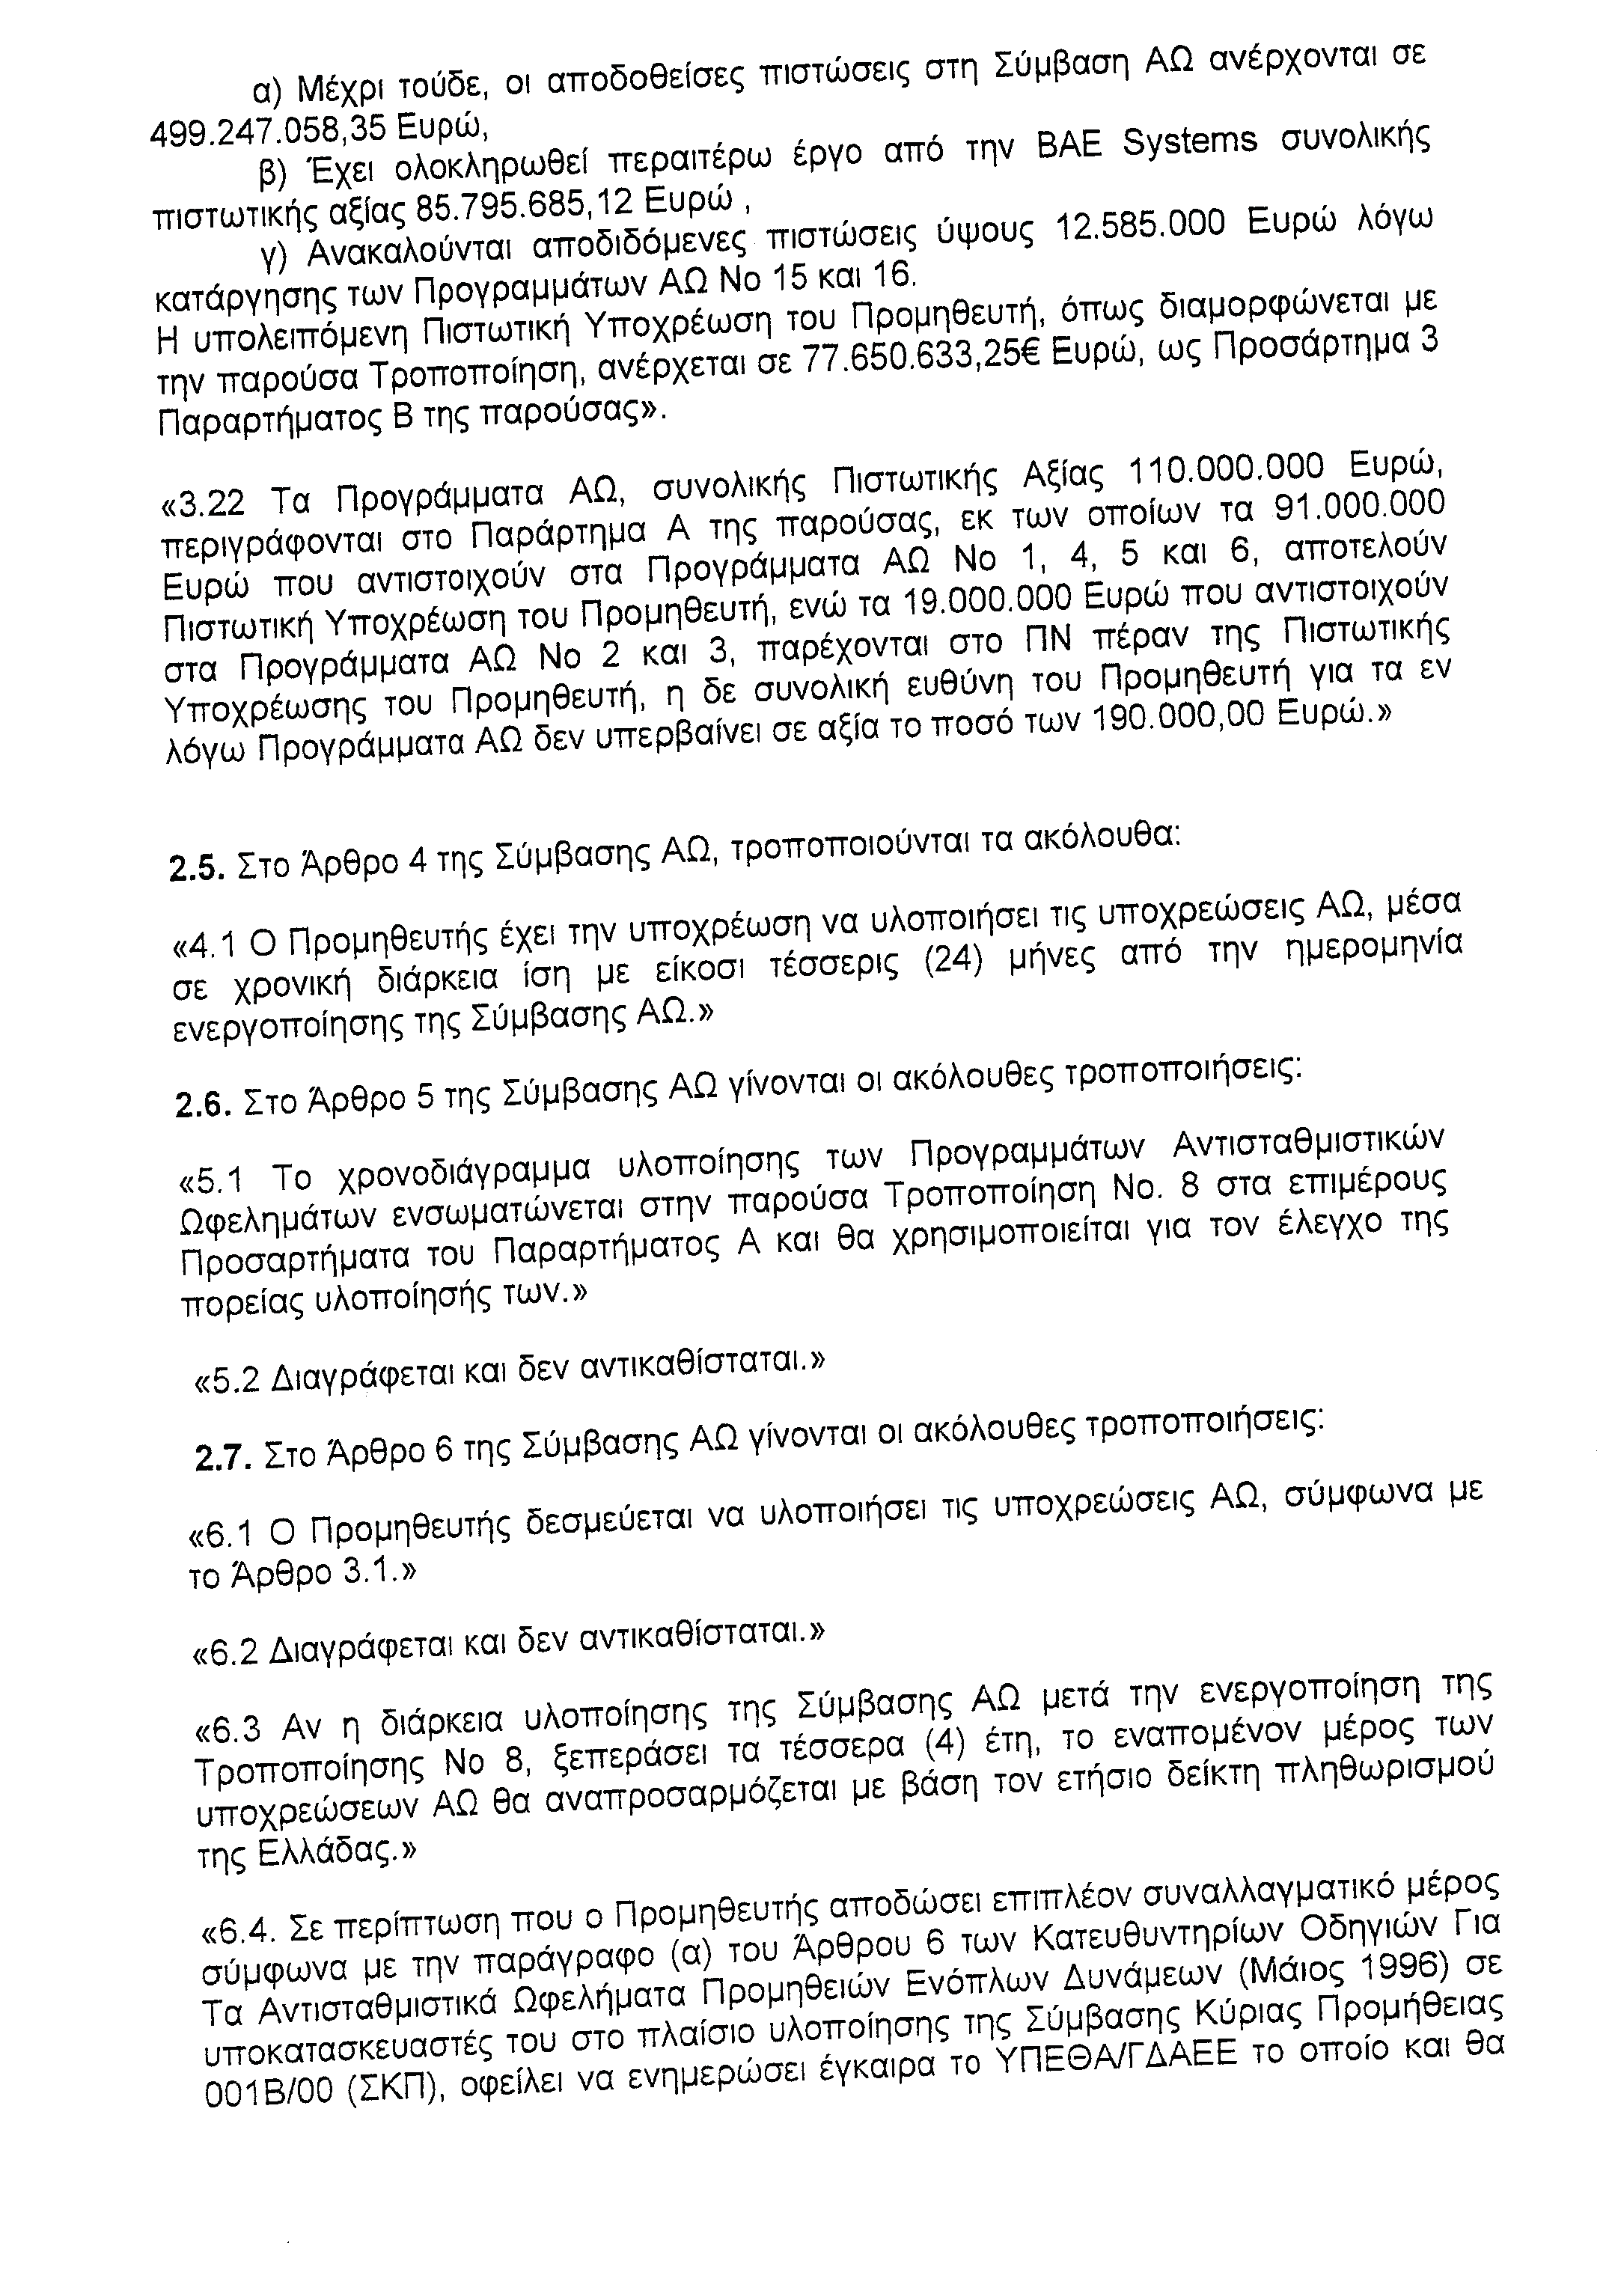 α) Μέχρι τούδε, οι αποδοθείσες πιστώσεις στη Σύμβαση ΑΩ ανέρχονται σε
499.247.058,35 Ευρώ,
β) Έχει ολοκληρωθεί περαιτέρω έργο από την BAE Systems συνολικής
πιστωτικής αξίας 85.795.685,12 Ευρώ ,
γ) Ανακαλούνται αποδιδόμενες πιστώσεις ύψους 12.585.000 Ευρώ λόγω
κατάργησης των Προγραμμάτων ΑΩ Νο 15 και 16.
Η υπολειπόμενη Πιστωτική Υποχρέωση του Προμηθευτή, όπως διαμορφώνεται με
την παρούσα Τροποποίηση, ανέρχεται σε 77.650.633,25€ Ευρώ, ως Προσάρτημα 3
Παραρτήματος Β της παρούσας».
«3.22 Τα Προγράμματα ΑΩ, συνολικής Πιστωτικής Αξίας 110.000.000 Ευρώ,
περιγράφονται στο Παράρτημα Α της παρούσας, εκ των οποίων τα 91.000.000
Ευρώ που αντιστοιχούν στα Προγράμματα ΑΩ Νο 1, 4, 5 και 6, αποτελούν
Πιστωτική Υποχρέωση του Προμηθευτή, ενώ τα 19.000.000 Ευρώ που αντιστοιχούν
στα Προγράμματα ΑΩ Νο 2 και 3, παρέχονται στο ΠΝ πέραν της Πιστωτικής
Υποχρέωσης του Προμηθευτή, η δε συνολική ευθύνη του Προμηθευτή για τα εν
λόγω Προγράμματα ΑΩ δεν υπερβαίνει σε αξία το ποσό των 190.000,00 Ευρώ.»
2.5. Στο Άρθρο 4 της Σύμβασης ΑΩ, τροποποιούνται τα ακόλουθα:
«4.1 Ο Προμηθευτής έχει την υποχρέωση να υλοποιήσει τις υποχρεώσεις ΑΩ, μέσα
σε χρονική διάρκεια ίση με είκοσι τέσσερις (24) μήνες από την ημερομηνία
ενεργοποίησης της Σύμβασης ΑΩ.»
2.6. Στο Άρθρο 5 της Σύμβασης ΑΩ γίνονται οι ακόλουθες τροποποιήσεις:
«5.1 Το χρονοδιάγραμμα υλοποίησης των Προγραμμάτων Αντισταθμιστικών
Ωφελημάτων ενσωματώνεται στην παρούσα Τροποποίηση Νο. 8 στα επιμέρους
Προσαρτήματα του Παραρτήματος Α και θα χρησιμοποιείται για τον έλεγχο της
πορείας υλοποίησής των.»
«5.2 Διαγράφεται και δεν αντικαθίσταται.»
2.7. Στο Άρθρο 6 της Σύμβασης ΑΩ γίνονται οι ακόλουθες τροποποιήσεις:
«6.1 Ο Προμηθευτής δεσμεύεται να υλοποιήσει τις υποχρεώσεις ΑΩ, σύμφωνα με
το Άρθρο 3.1.»
«6.2 Διαγράφεται και δεν αντικαθίσταται.»
«6.3 Αν η διάρκεια υλοποίησης της Σύμβασης ΑΩ μετά την ενεργοποίηση της
Τροποποίησης Νο 8, ξεπεράσει τα τέσσερα (4) έτη, το εναπομένον μέρος των
υποχρεώσεων ΑΩ θα αναπροσαρμόζεται με βάση τον ετήσιο δείκτη πληθωρισμού
της Ελλάδας.»
«6.4. Σε περίπτωση που ο Προμηθευτής αποδώσει επιπλέον συναλλαγματικό μέρος
σύμφωνα με την παράγραφο (α) του Άρθρου 6 των Κατευθυντηρίων Οδηγιών Για
Τα Αντισταθμιστικά Ωφελήματα Προμηθειών Ενόπλων Δυνάμεων (Μάιος 1996) σε
υποκατασκευαστές του στο πλαίσιο υλοποίησης της Σύμβασης Κύριας Προμήθειας
001Β/00 (ΣΚΠ), οφείλει να ενημερώσει έγκαιρα το ΥΠΕΘΑ/ΓΔΑΕΕ το οποίο και θα